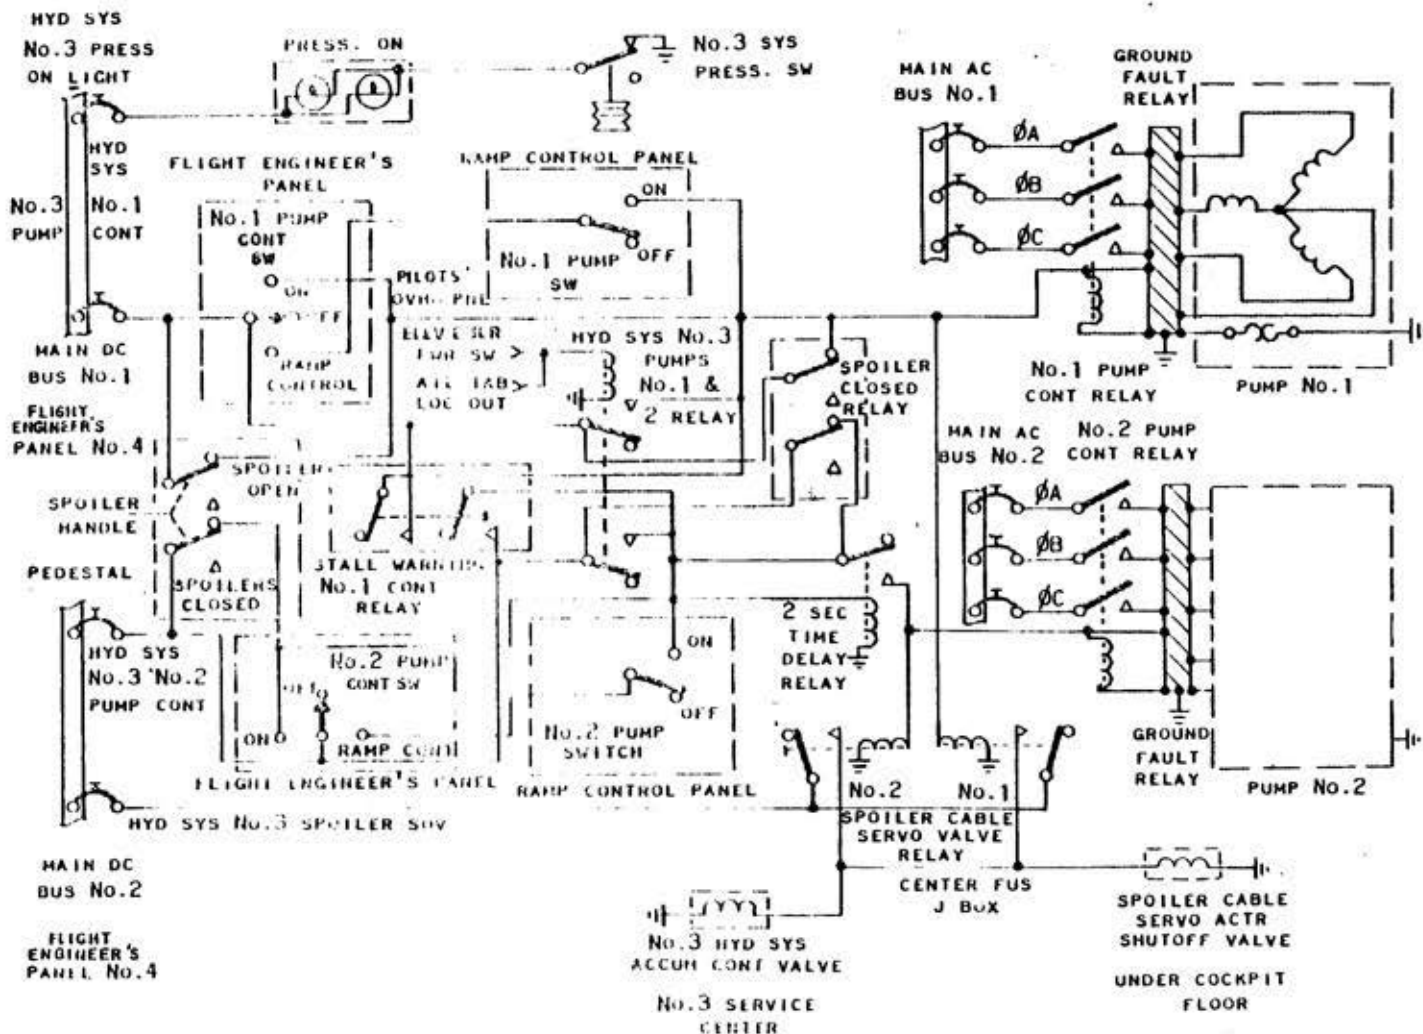 HYD SYS
No.3 PRESS
ON LIGHT
PRESS. ON
No.3 SYS
PRESS. SW
MAIN AC
BUS No.1
GROUND
FAULT
RELAY
ØA
ØB
ØC
HYD
SYS
No.3
PUMP
No.1
CONT
FLIGHT ENGINEER'S
PANEL
No.1 PUMP
CONT
SW
ON
OFF
RAMP
CONTROL
RAMP CONTROL PANEL
ON
OFF
No.1 PUMP
SW
PILOTS'
OVHD PNL
PWR SW
AIL TAB
HYD SYS No.3
PUMPS
No.1 &
2 RELAY
SPOILER
CLOSED
RELAY
No.1 PUMP
CONT RELAY
PUMP No.1
MAIN DC
BUS No.1
FLIGHT
ENGINEER'S
PANEL No.4
SPOILER
HANDLE
PEDESTAL
SPOILERS
OPEN
SPOILERS
CLOSED
STALL WARNING
No.1 CONT
RELAY
MAIN AC
BUS No.2
No.2 PUMP
CONT RELAY
ØA
ØB
ØC
2 SEC
TIME
DELAY
RELAY
HYD SYS
No.3 No.2
PUMP CONT
No.2 PUMP
CONT SW
OFF
ON
RAMP CONT
FLIGHT ENGINEER'S PANEL
ON
OFF
No.2 PUMP
SWITCH
RAMP CONTROL PANEL
GROUND
FAULT
RELAY
PUMP No.2
HYD SYS No.3 SPOILER SOV
No.2
No.1
SPOILER CABLE
SERVO VALVE
RELAY
CENTER FUS
J BOX
MAIN DC
BUS No.2
FLIGHT
ENGINEER'S
PANEL No.4
No.3 HYD SYS
ACCUM CONT VALVE
No.3 SERVICE
CENTER
SPOILER CABLE
SERVO ACTR
SHUTOFF VALVE
UNDER COCKPIT
FLOOR